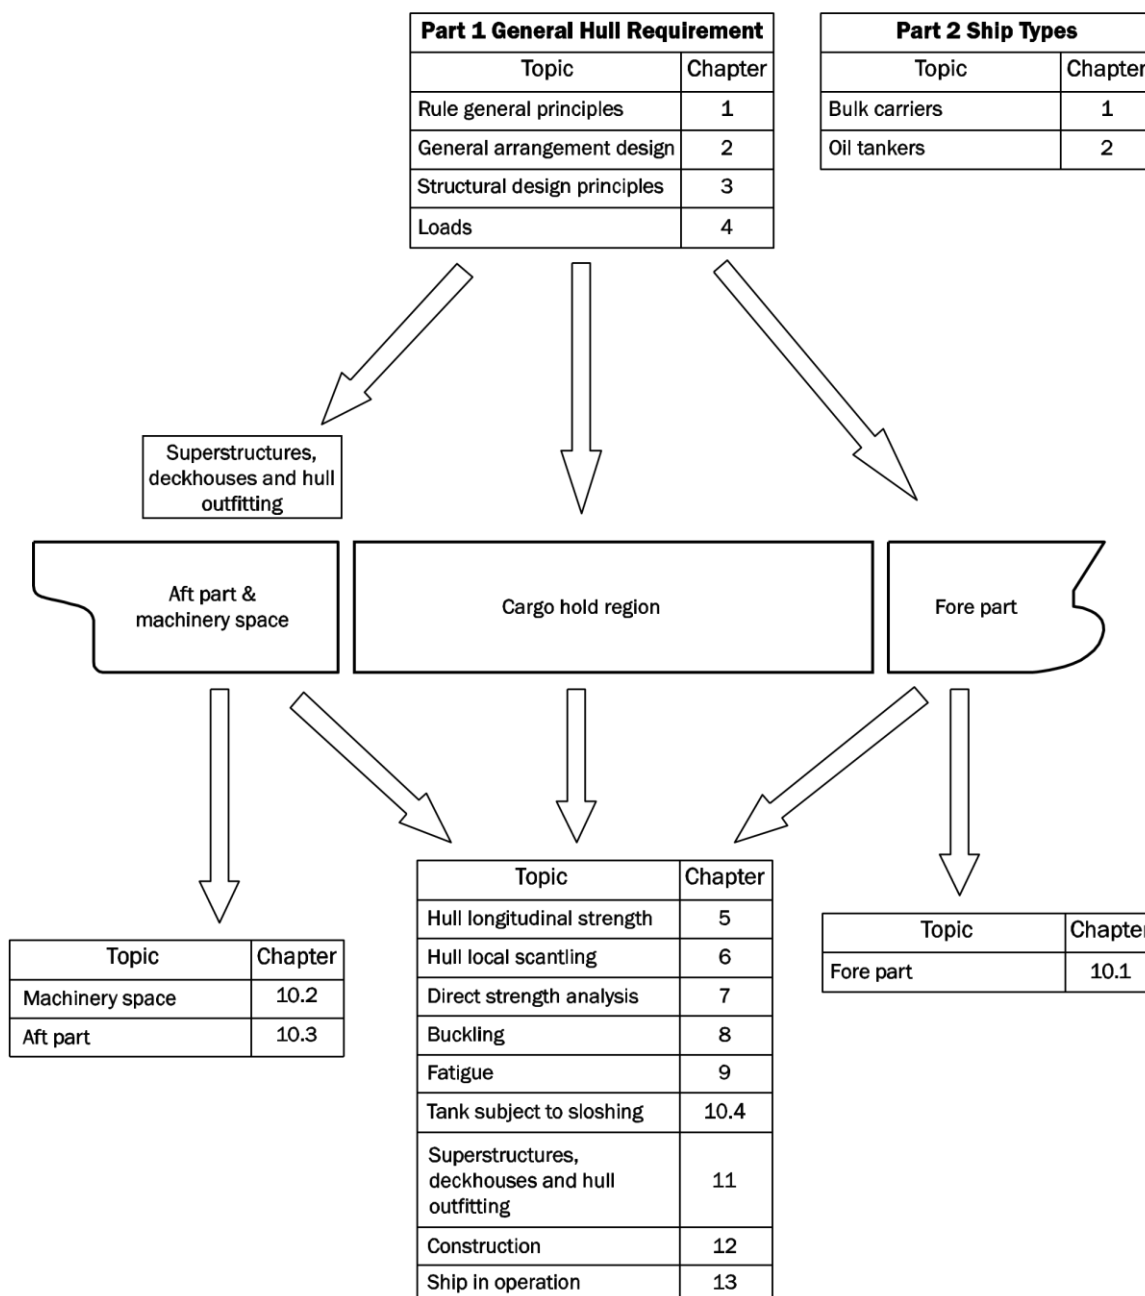 Part 1 General Hull Requirement
Topic Chapter
Rule general principles 1
General arrangement design 2
Structural design principles 3
Loads 4
Part 2 Ship Types
Topic Chapter
Bulk carriers 1
Oil tankers 2
Superstructures,
deckhouses and hull
outfitting
Aft part &
machinery space
Cargo hold region
Fore part
Topic Chapter
Machinery space 10.2
Aft part 10.3
Topic Chapter
Hull longitudinal strength 5
Hull local scantling 6
Direct strength analysis 7
Buckling 8
Fatigue 9
Tank subject to sloshing 10.4
Superstructures,
deckhouses and hull 11
outfitting
Construction 12
Ship in operation 13
Topic Chapter
Fore part 10.1